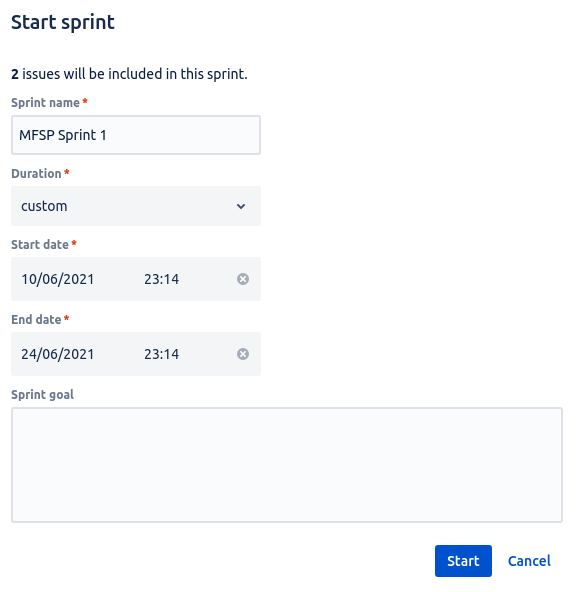 Start sprint
2 issues will be included in this sprint.
Sprint name *
MFSP Sprint 1
Duration *
custom
Start date *
10/06/2021 23:14
End date *
24/06/2021 23:14
Sprint goal
Start Cancel